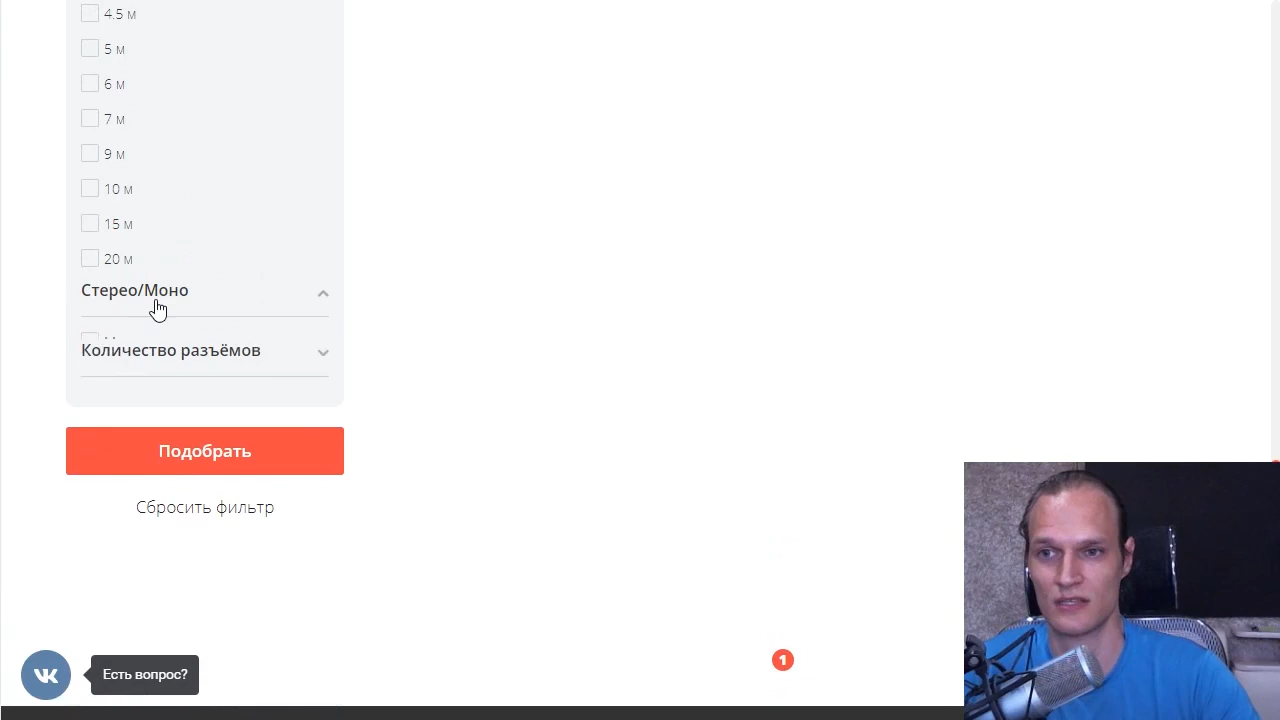 4.5 м
5 м
6 м
7 м
9 м
10 м
15 м
20 м
Стерео/Моно
Количество разъёмов
Подобрать
Сбросить фильтр
Есть вопрос?
1